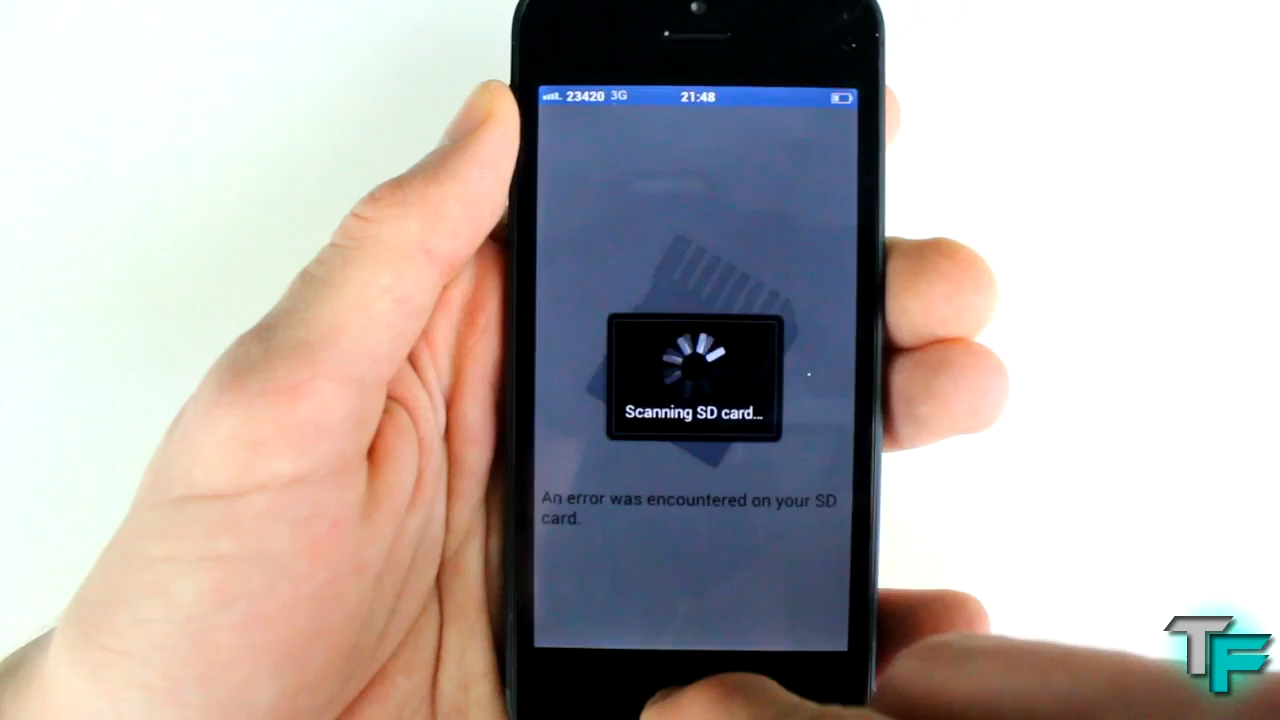 23420 3G 21:48
Scanning SD card...
An error was encountered on your SD
card.
TF